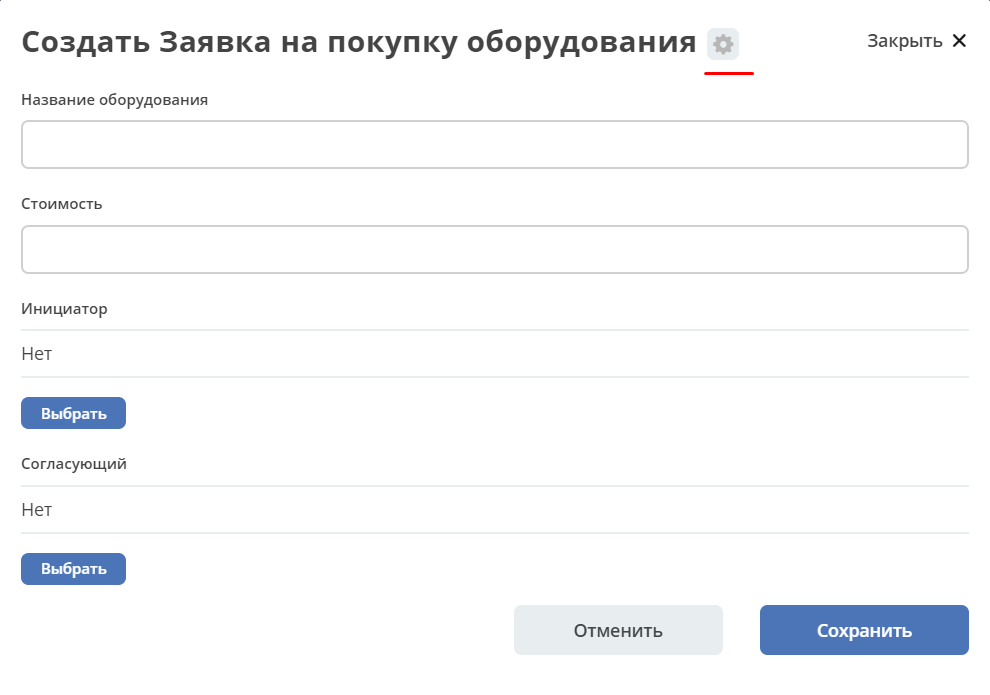 Создать Заявка на покупку оборудования
Закрыть
Название оборудования
Стоимость
Инициатор
Нет
Выбрать
Согласующий
Нет
Выбрать
Отменить
Сохранить